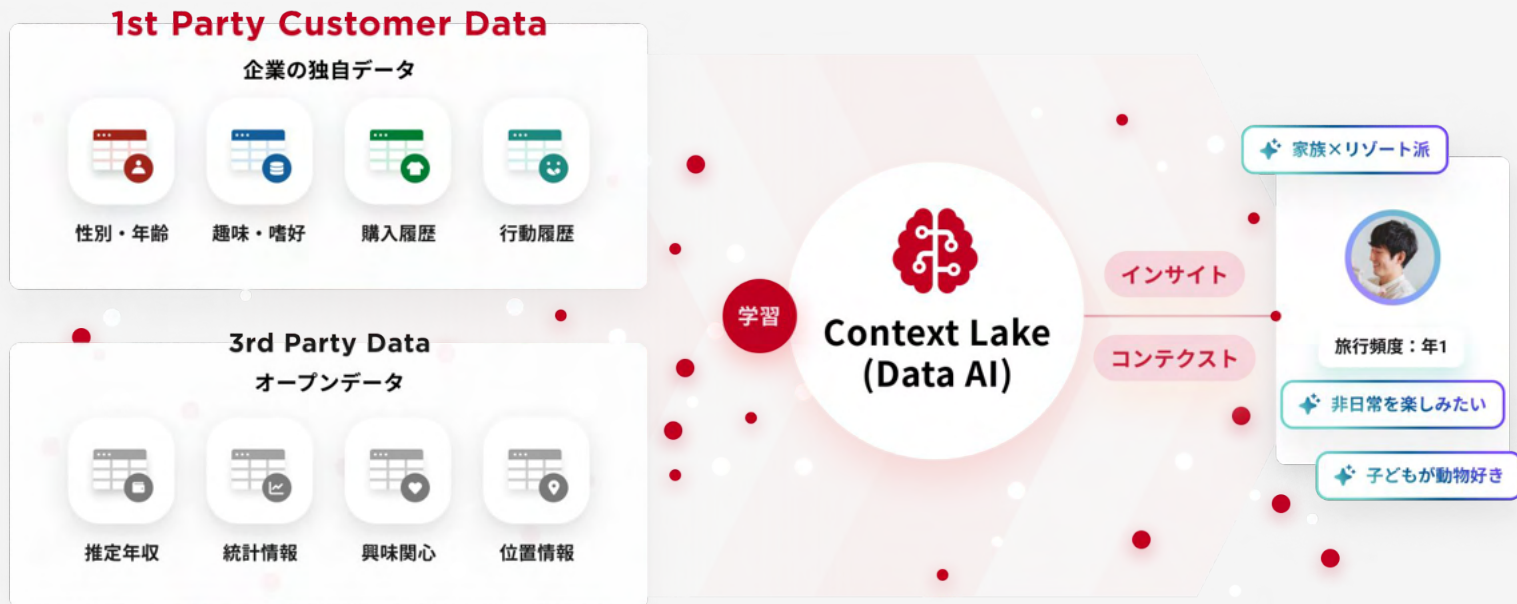 1st Party Customer Data
企業の独自データ
性別・年齢
趣味・嗜好
購入履歴
行動履歴
3rd Party Data
オープンデータ
推定年収
統計情報
興味関心
位置情報
学習
Context Lake
(Data AI)
インサイト
コンテクスト
家族×リゾート派
旅行頻度：年1
非日常を楽しみたい
子どもが動物好き